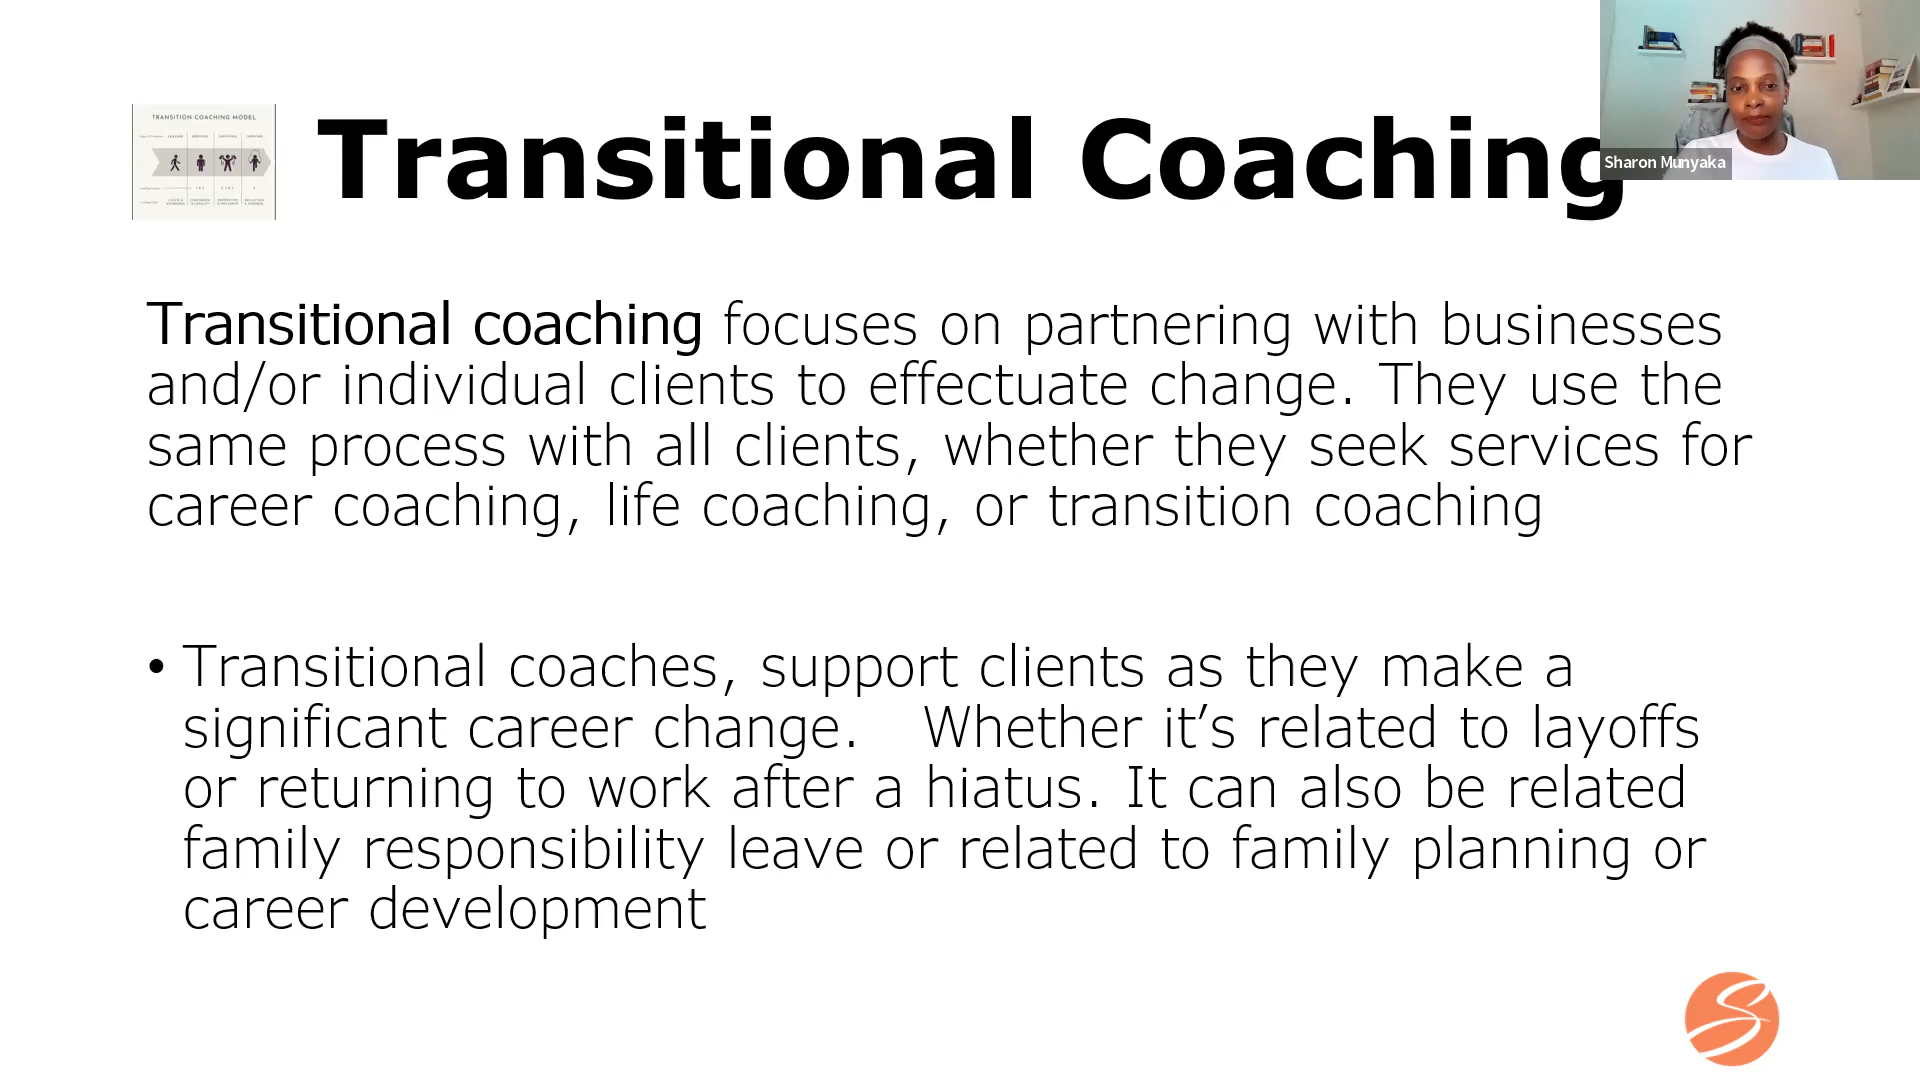 TRANSITION COACHING MODEL
Transitional Coaching
Sharon Munyaka
Transitional coaching focuses on partnering with businesses
and/or individual clients to effectuate change. They use the
same process with all clients, whether they seek services for
career coaching, life coaching, or transition coaching
• Transitional coaches, support clients as they make a
significant career change.   Whether it’s related to layoffs
or returning to work after a hiatus. It can also be related
family responsibility leave or related to family planning or
career development